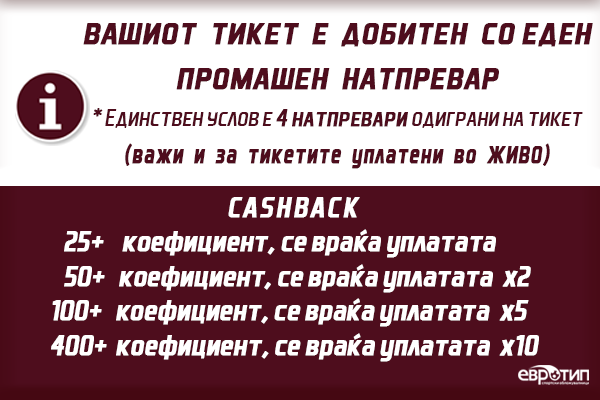 ВАШИОТ ТИКЕТ Е ДОБИТЕН СО ЕДЕН
ПРОМАШЕН НАТПРЕВАР
* ЕДИНСТВЕН УСЛОВ Е 4 НАТПРЕВАРИ ОДИГРАНИ НА ТИКЕТ
(важи и за тикетите уплатени во ЖИВО)
CASHBACK
25+ коефициент, се враќа уплатата
50+ коефициент, се враќа уплатата x2
100+ коефициент, се враќа уплатата x5
400+ коефициент, се враќа уплатата x10
ЕВРОТИП
спортски обложувалници